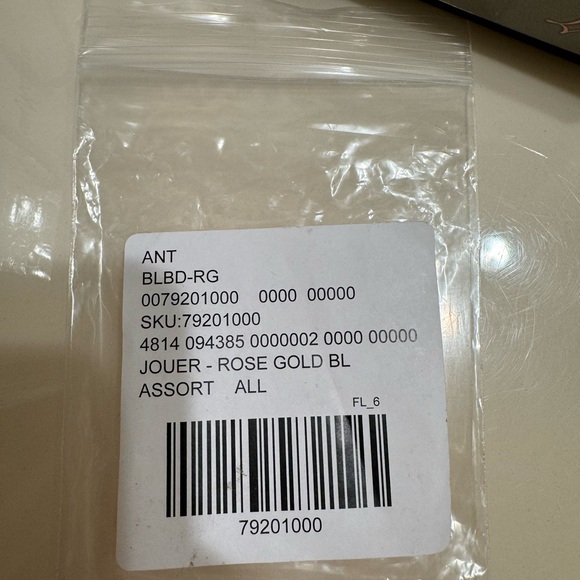 ANT
BLBD-RG
0079201000 0000 00000
SKU:79201000
4814 094385 0000002 0000 00000
JOUER - ROSE GOLD BL
ASSORT ALL
FL_6
79201000